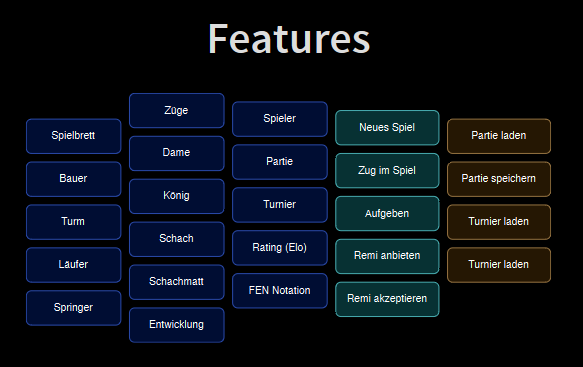 Features
Spielbrett
Bauer
Turm
Läufer
Springer
Züge
Dame
König
Schach
Schachmatt
Entwicklung
Spieler
Partie
Turnier
Rating (Elo)
FEN Notation
Neues Spiel
Zug im Spiel
Aufgeben
Remi anbieten
Remi akzeptieren
Partie laden
Partie speichern
Turnier laden
Turnier laden